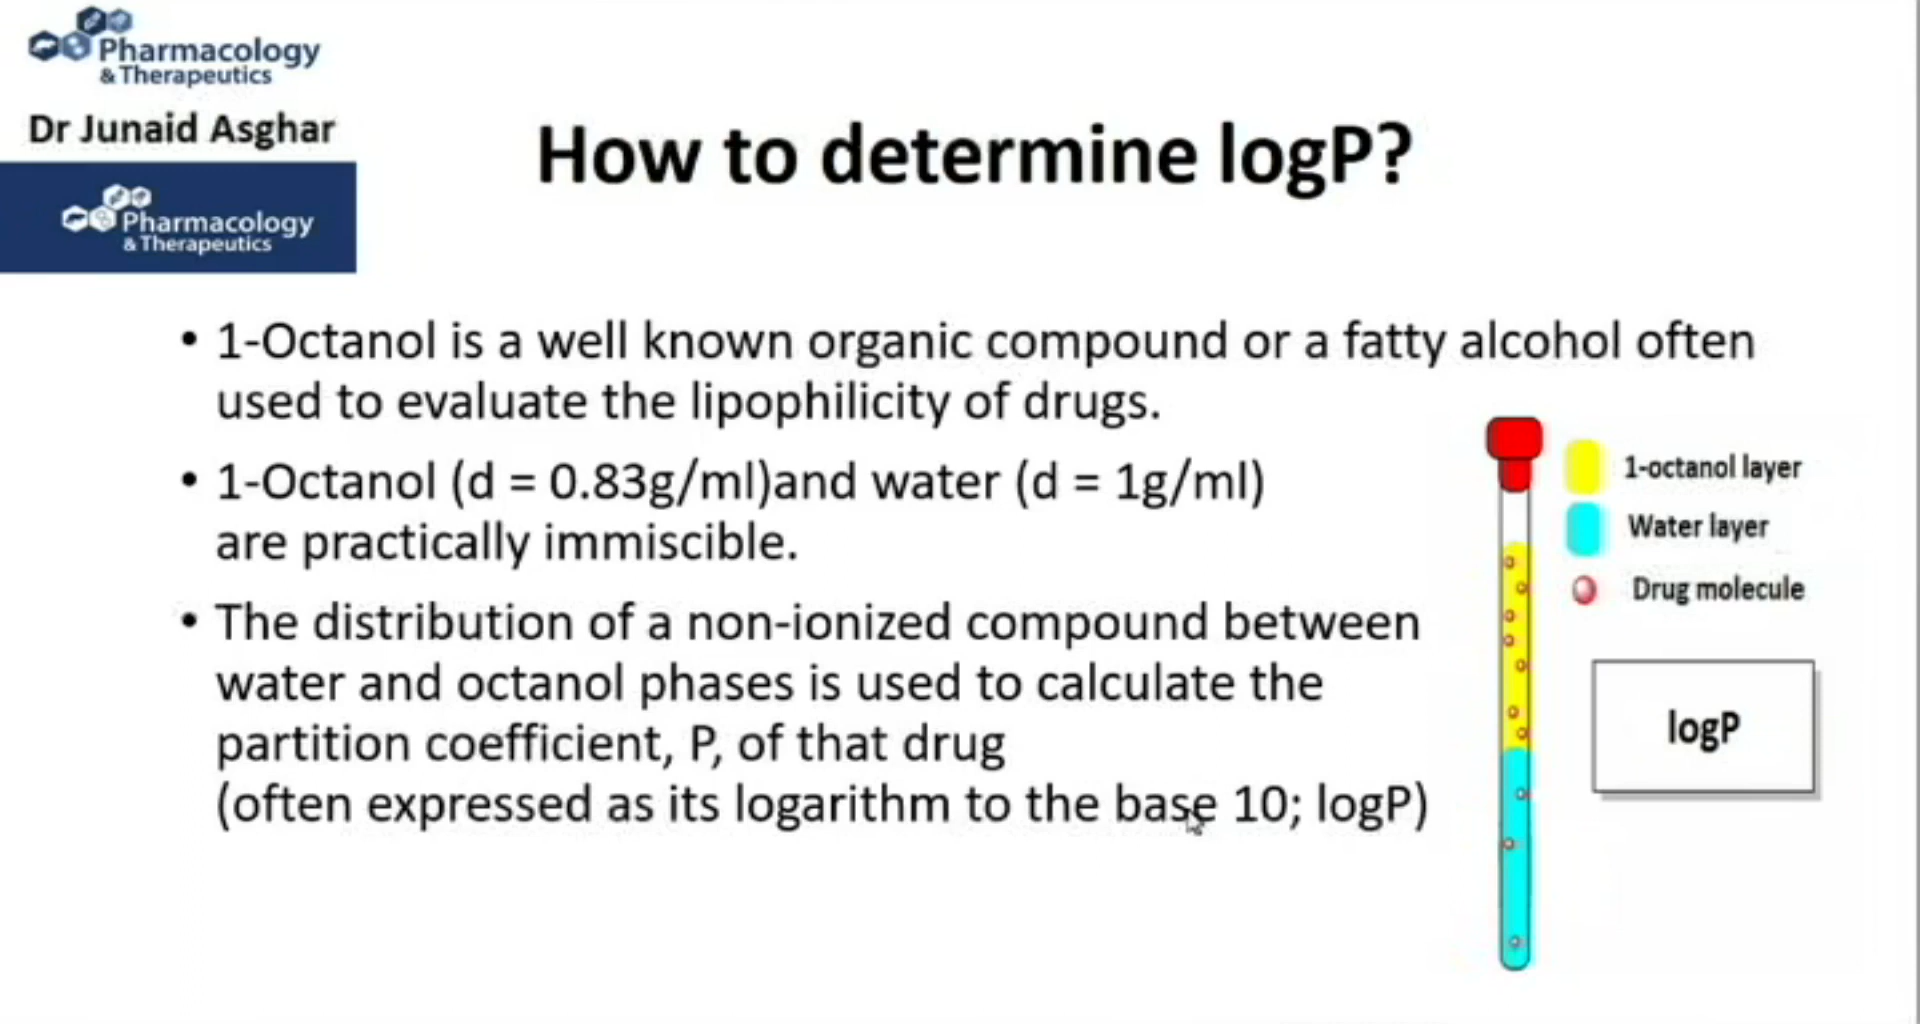 Pharmacology
& Therapeutics
Dr Junaid Asghar
Pharmacology
& Therapeutics
How to determine logP?
• 1-Octanol is a well known organic compound or a fatty alcohol often
used to evaluate the lipophilicity of drugs.
• 1-Octanol (d = 0.83g/ml)and water (d = 1g/ml)
are practically immiscible.
• The distribution of a non-ionized compound between
water and octanol phases is used to calculate the
partition coefficient, P, of that drug
(often expressed as its logarithm to the base 10; logP)
1-octanol layer
Water layer
Drug molecule
logP